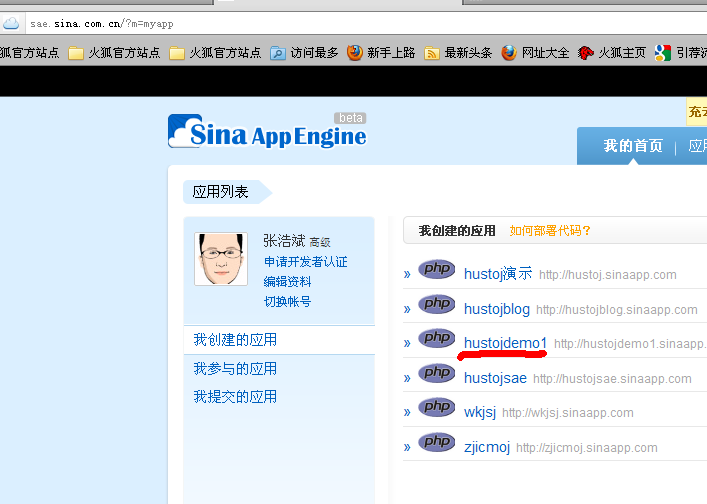 sae.sina.com.cn/?m=myapp
狐官方站点 火狐官方站点 火狐官方站点 访问最多 新手上路 最新头条 网址大全 火狐主页 引荐流
beta
Sina App Engine
充云
我的首页 | 应用
应用列表
张浩斌 高级
申请开发者认证
编辑资料
切换帐号
我创建的应用
我参与的应用
我提交的应用
我创建的应用 如何部署代码?
» php hustoj演示 http://hustoj.sinaapp.com
» php hustojblog http://hustojblog.sinaapp.com
» php hustojdemo1 http://hustojdemo1.sinaapp.
» php hustojsae http://hustojsae.sinaapp.com
» php wkjsj http://wkjsj.sinaapp.com
» php zjicmoj http://zjicmoj.sinaapp.com